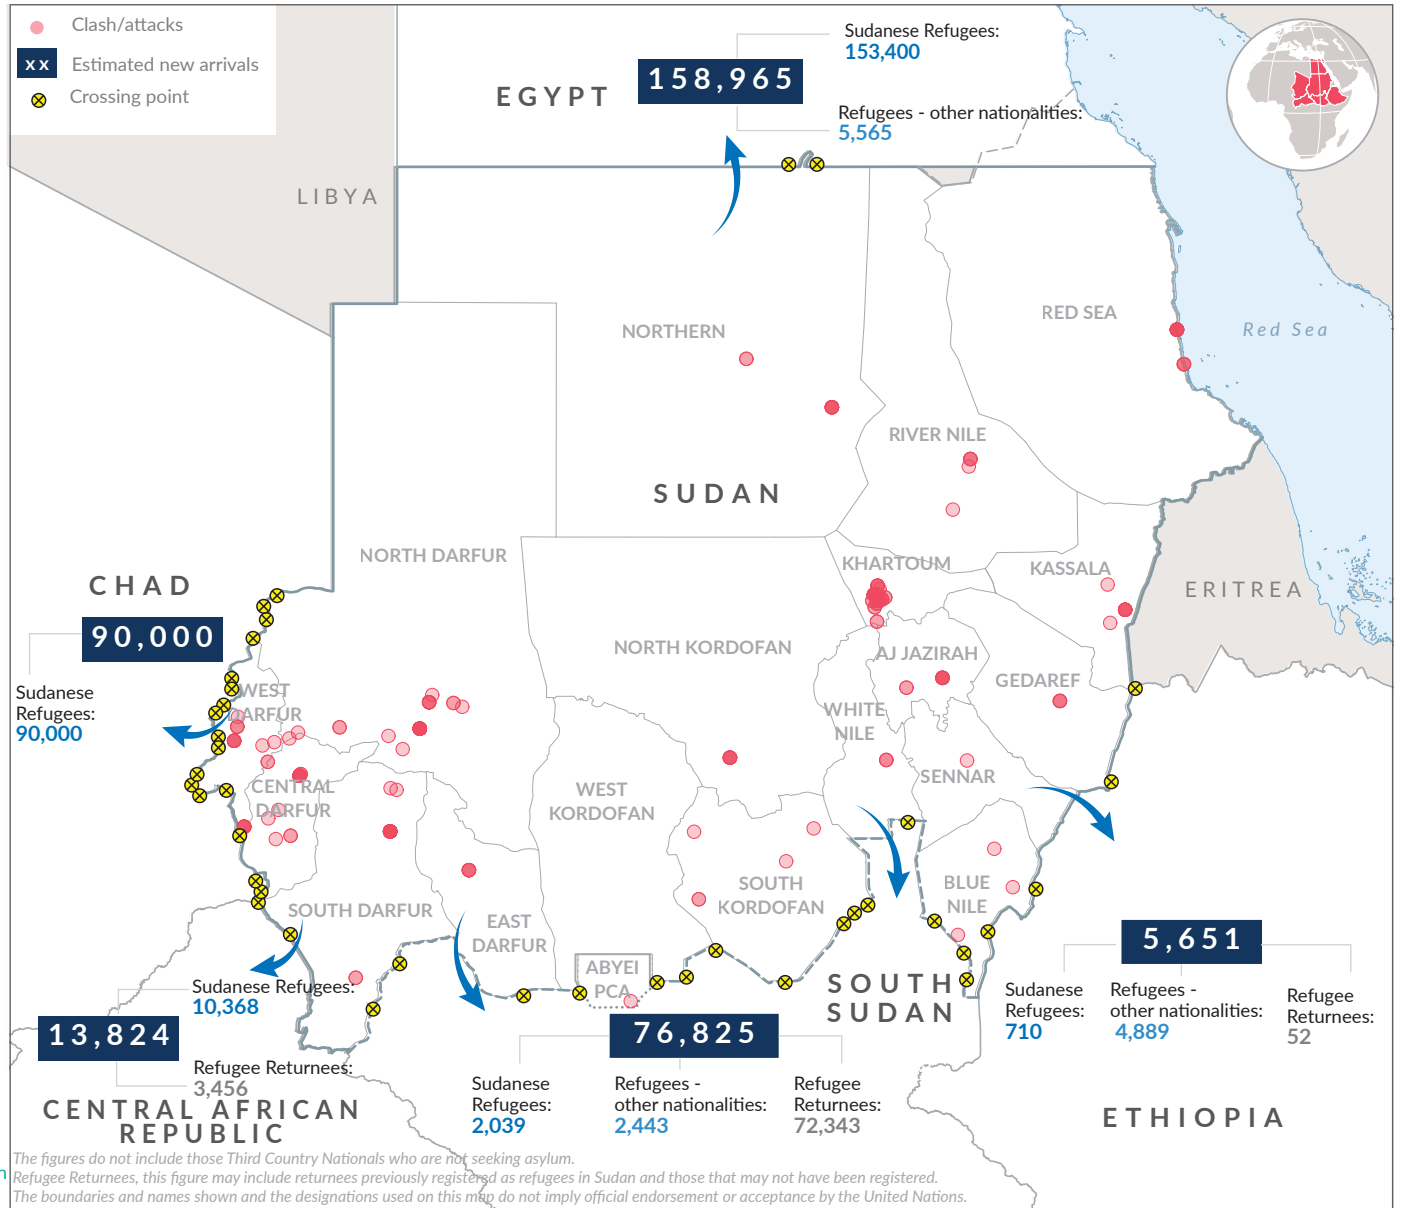 Clash/attacks
xx Estimated new arrivals
Crossing point
EGYPT
158,965
Sudanese Refugees:
153,400
Refugees - other nationalities:
5,565
LIBYA
NORTHERN
RED SEA
Red Sea
RIVER NILE
SUDAN
NORTH DARFUR
KHARTOUM
KASSALA
ERITREA
CHAD
90,000
Sudanese
Refugees:
90,000
NORTH KORDOFAN
AJ JAZIRAH
GEDAREF
WEST
DARFUR
WHITE
NILE
SENNAR
CENTRAL
DARFUR
WEST
KORDOFAN
SOUTH
KORDOFAN
BLUE
NILE
SOUTH DARFUR
EAST
DARFUR
ABYEI
PCA
SOUTH
SUDAN
Sudanese Refugees:
10,368
13,824
Refugee Returnees:
3,456
CENTRAL AFRICAN
REPUBLIC
76,825
Sudanese
Refugees:
2,039
Refugees -
other nationalities:
2,443
Refugee
Returnees:
72,343
5,651
Sudanese
Refugees:
710
Refugees -
other nationalities:
4,889
Refugee
Returnees:
52
ETHIOPIA
The figures do not include those Third Country Nationals who are not seeking asylum.
Refugee Returnees, this figure may include returnees previously registered as refugees in Sudan and those that may not have been registered.
The boundaries and names shown and the designations used on this map do not imply official endorsement or acceptance by the United Nations.